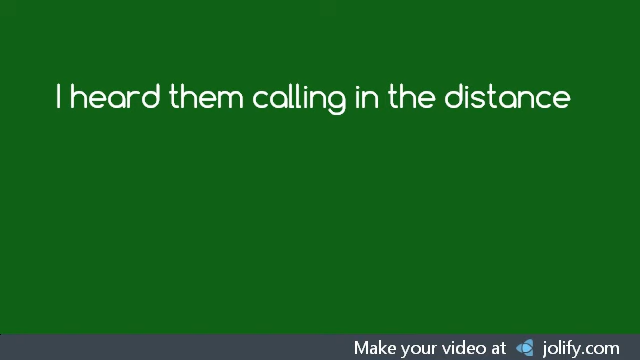 I heard them calling in the distance
Make your video at jolify.com